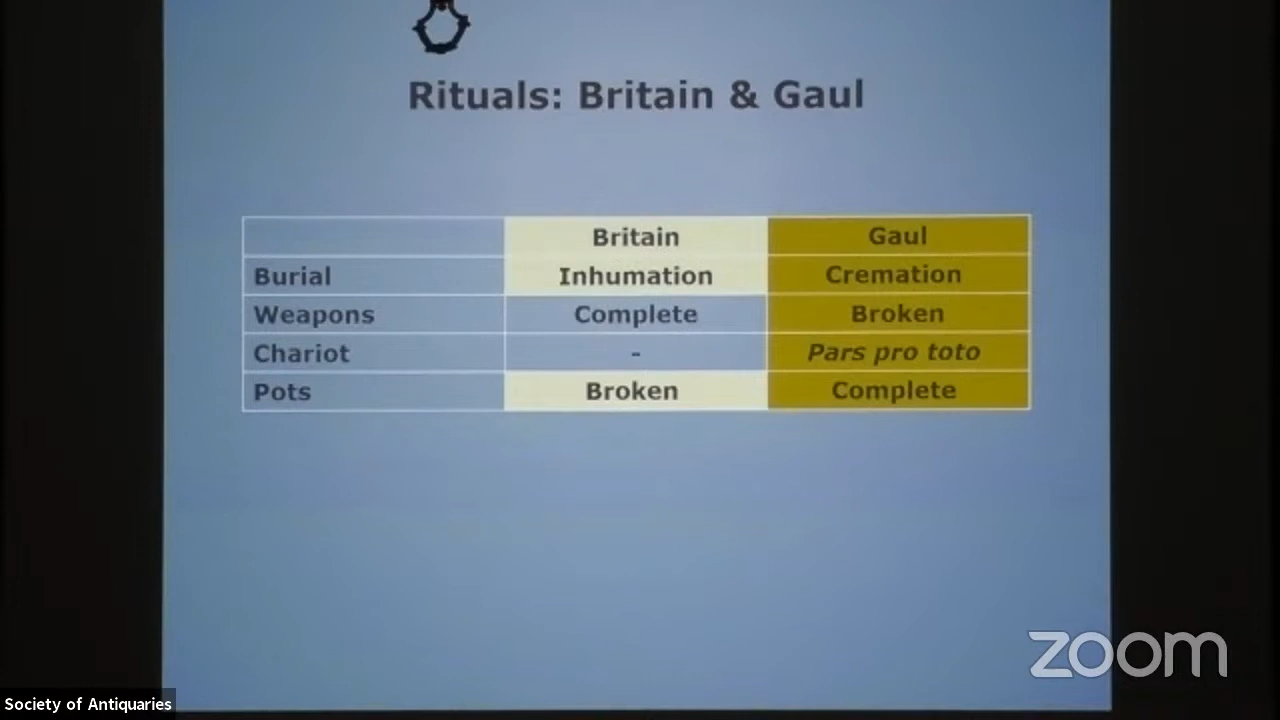 Rituals: Britain & Gaul
Britain Gaul
Burial Inhumation Cremation
Weapons Complete Broken
Chariot - Pars pro toto
Pots Broken Complete
zoom
Society of Antiquaries